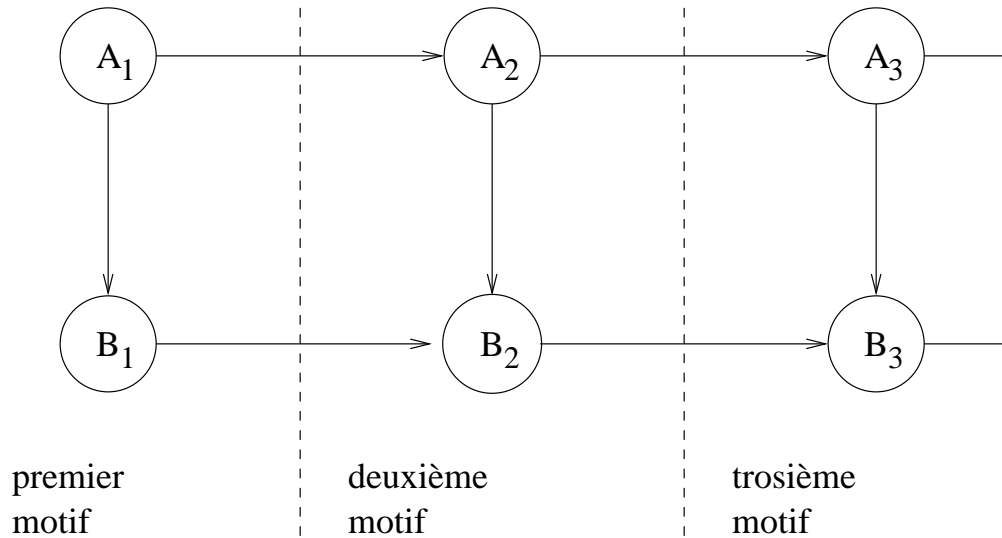 A1 A2 A3
B1 B2 B3
premier deuxième trosième
motif motif motif